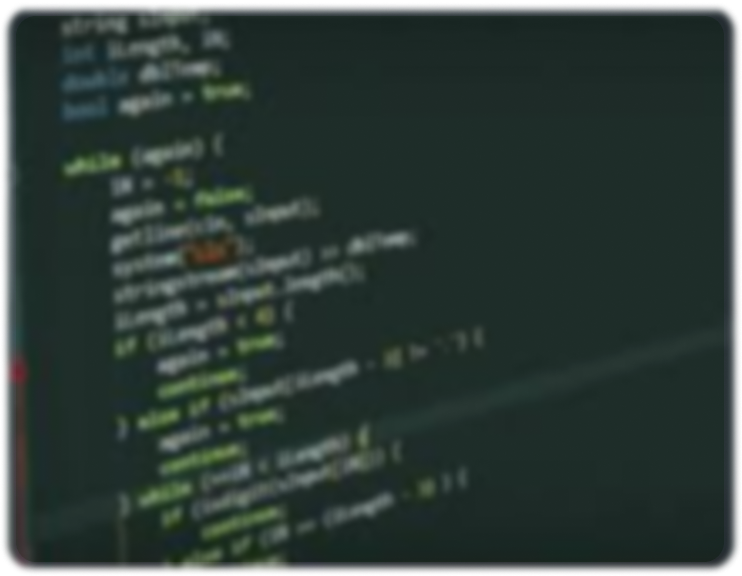 string sInput;
int iLength, iN;
double dblTemp;
bool again = true;
while (again) {
iN = -1;
again = false;
getline(cin, sInput);
system("cls");
stringstream(sInput) >> dblTemp;
iLength = sInput.length();
if (iLength < 4) {
again = true;
continue;
} else if (sInput[iLength - 3] != '.') {
again = true;
continue;
} while (++iN < iLength) {
if (isdigit(sInput[iN])) {
continue;
} else if (iN == (iLength - 3)) {